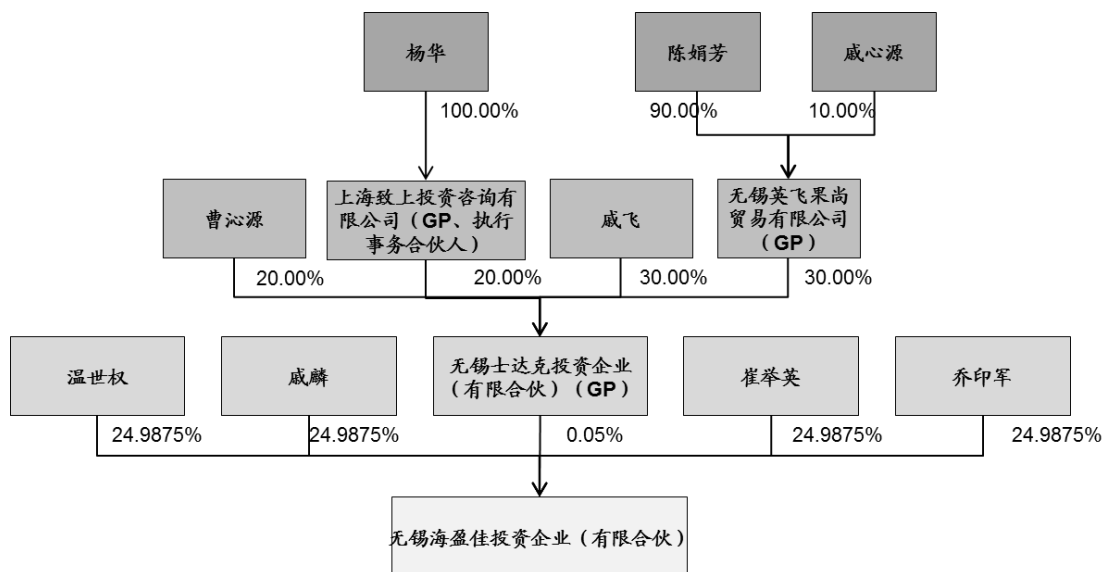 杨华
陈娟芳
戚心源
100.00%
90.00%
10.00%
曹沁源
上海致上投资咨询有
限公司（GP、执行
事务合伙人）
戚飞
无锡英飞果尚
贸易有限公司
（GP）
20.00%
20.00%
30.00%
30.00%
温世权
戚麟
无锡士达克投资企业
（有限合伙）（GP）
崔举英
乔印军
24.9875%
24.9875%
0.05%
24.9875%
24.9875%
无锡海盈佳投资企业（有限合伙）